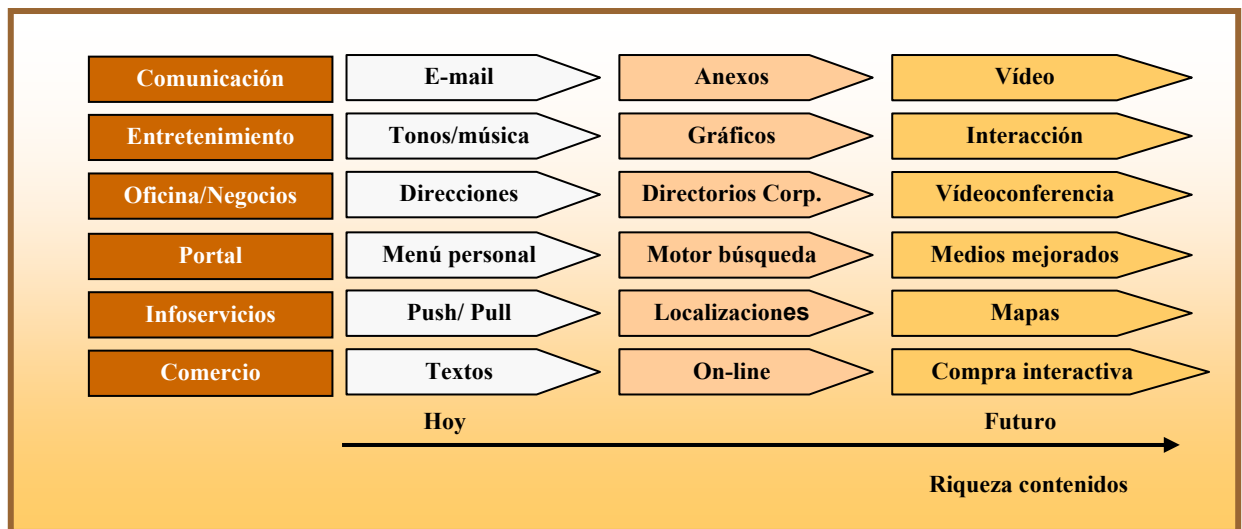 Comunicación E-mail Anexos Vídeo
Entretenimiento Tonos/música Gráficos Interacción
Oficina/Negocios Direcciones Directorios Corp. Vídeoconferencia
Portal Menú personal Motor búsqueda Medios mejorados
Infoservicios Push/ Pull Localizaciones Mapas
Comercio Textos On-line Compra interactiva
Hoy Futuro
Riqueza contenidos